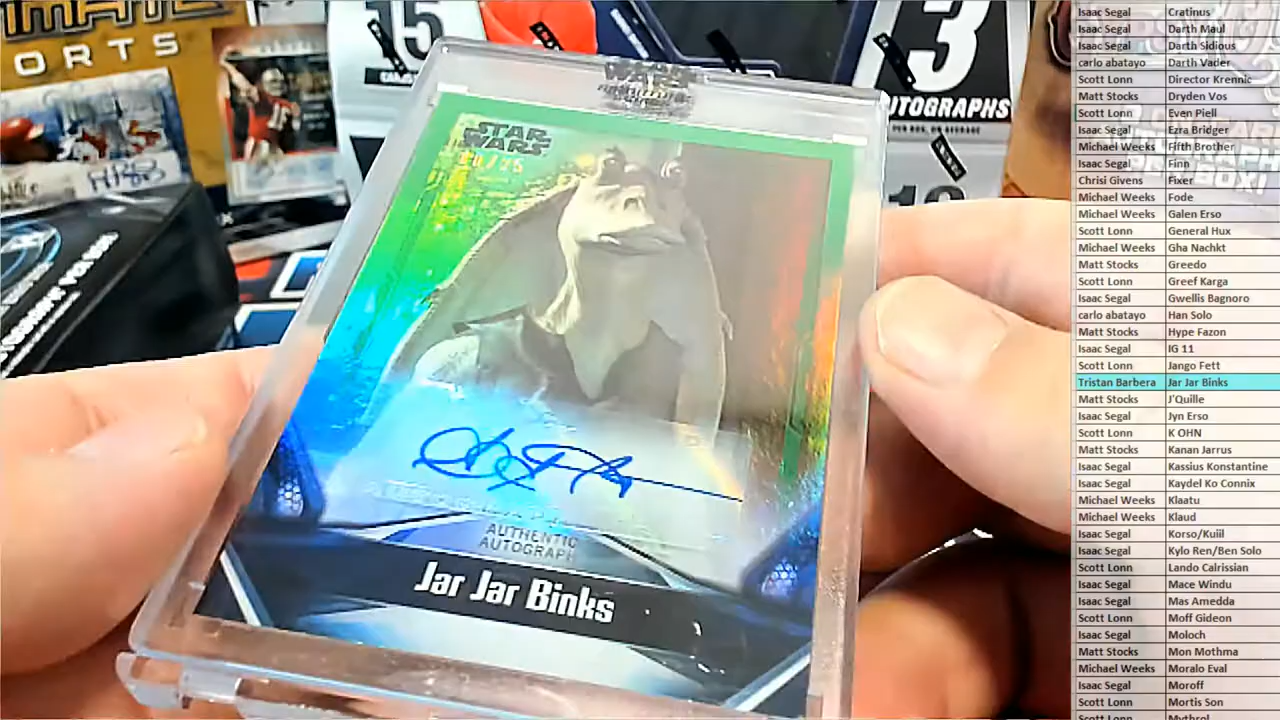 ORTS
15
3
AUTOGRAPHS
PER BOX, ON AVERAGE
STAR
WARS
AUTHENTIC
AUTOGRAPH
Jar Jar Binks
Isaac Segal Cratinus
Isaac Segal Darth Maul
Isaac Segal Darth Sidious
carlo abatayo Darth Vader
Scott Lonn Director Krennic
Matt Stocks Dryden Vos
Scott Lonn Even Piell
Isaac Segal Ezra Bridger
Michael Weeks Fifth Brother
Isaac Segal Finn
Chrisi Givens Fixer
Michael Weeks Fode
Michael Weeks Galen Erso
Scott Lonn General Hux
Michael Weeks Gha Nachkt
Matt Stocks Greedo
Scott Lonn Greef Karga
Isaac Segal Gwellis Bagnoro
carlo abatayo Han Solo
Matt Stocks Hype Fazon
Isaac Segal IG 11
Scott Lonn Jango Fett
Tristan Barbera Jar Jar Binks
Matt Stocks J'Quille
Isaac Segal Jyn Erso
Scott Lonn K OHN
Matt Stocks Kanan Jarrus
Isaac Segal Kassius Konstantine
Isaac Segal Kaydel Ko Connix
Michael Weeks Klaatu
Michael Weeks Klaud
Isaac Segal Korso/Kuiil
Isaac Segal Kylo Ren/Ben Solo
Scott Lonn Lando Calrissian
Isaac Segal Mace Windu
Isaac Segal Mas Amedda
Scott Lonn Moff Gideon
Isaac Segal Moloch
Matt Stocks Mon Mothma
Michael Weeks Moralo Eval
Isaac Segal Moroff
Scott Lonn Mortis Son
Scott Lonn Mythrol